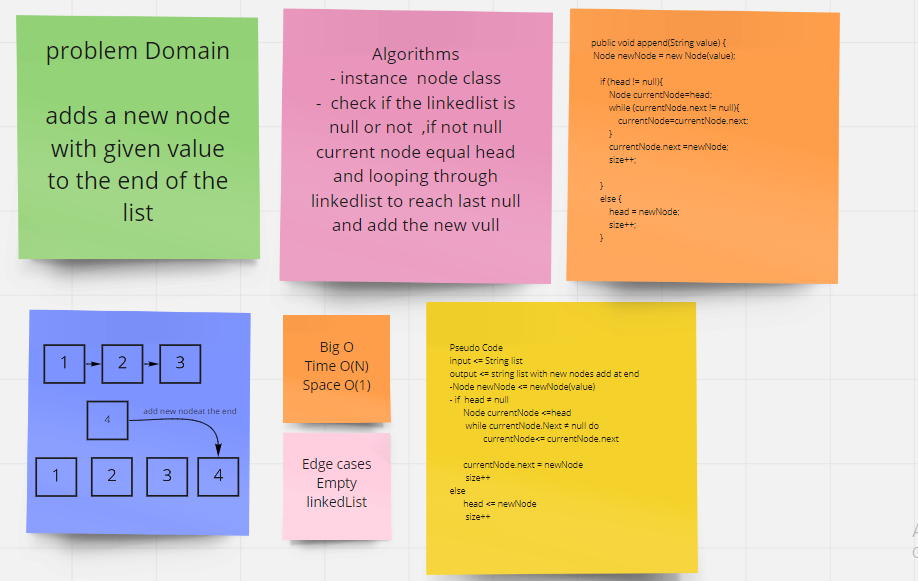 problem Domain
adds a new node
with given value
to the end of the
list
Algorithms
- instance node class
- check if the linkedlist is
null or not ,if not null
current node equal head
and looping through
linkedlist to reach last null
and add the new vull
public void append(String value) {
Node newNode = new Node(value);
if (head != null){
Node currentNode=head;
while (currentNode.next != null){
currentNode=currentNode.next;
}
currentNode.next =newNode;
size++;
}
else {
head = newNode;
size++;
}
1
2
3
4
add new nodeat the end
1
2
3
4
Big O
Time O(N)
Space O(1)
Edge cases
Empty
linkedList
Pseudo Code
input <= String list
output <= string list with new nodes add at end
-Node newNode <= newNode(value)
- if head ≠ null
Node currentNode <=head
while currentNode.Next ≠ null do
currentNode<= currentNode.next
currentNode.next = newNode
size++
else
head <= newNode
size++